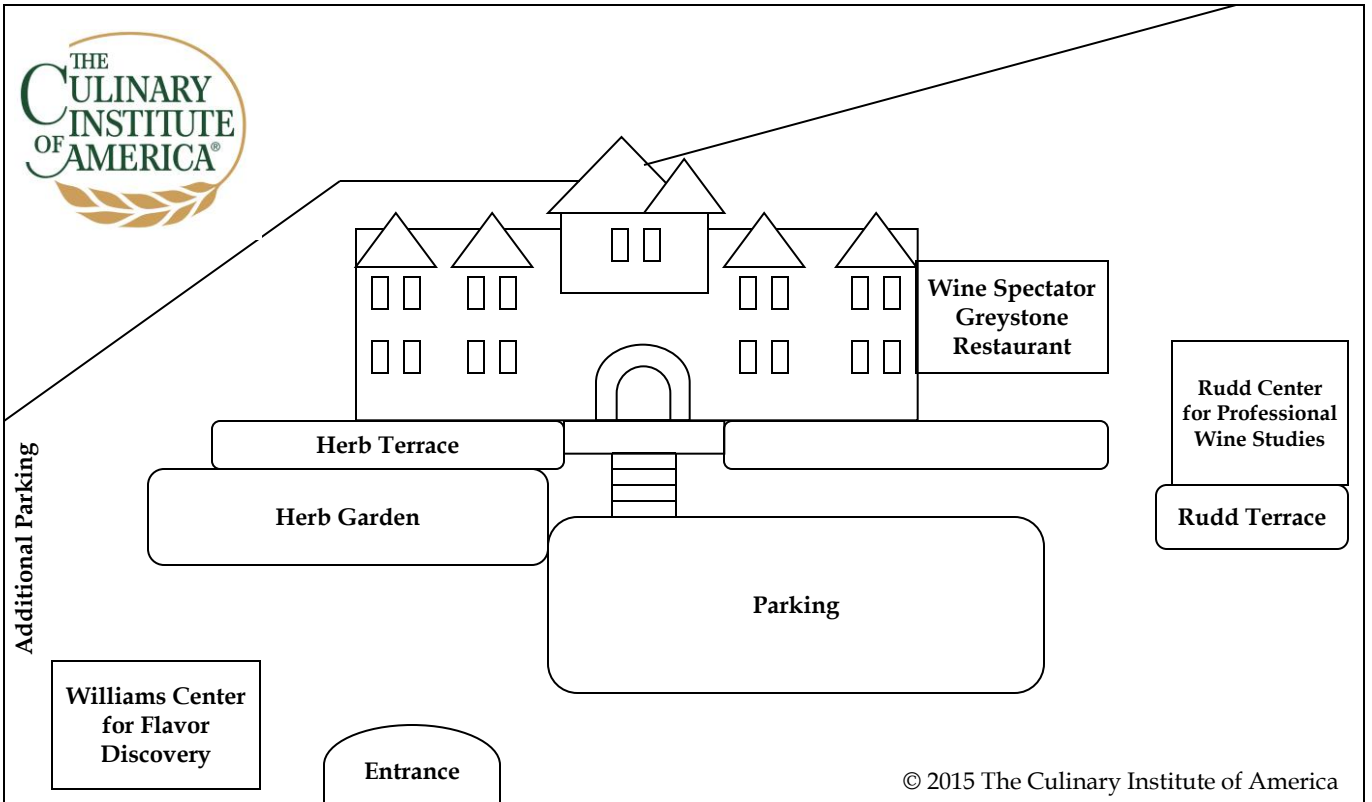 THE
CULINARY
INSTITUTE
OF AMERICA®
Wine Spectator
Greystone
Restaurant
Rudd Center
for Professional
Wine Studies
Herb Terrace
Herb Garden
Rudd Terrace
Additional Parking
Parking
Williams Center
for Flavor
Discovery
Entrance
© 2015 The Culinary Institute of America